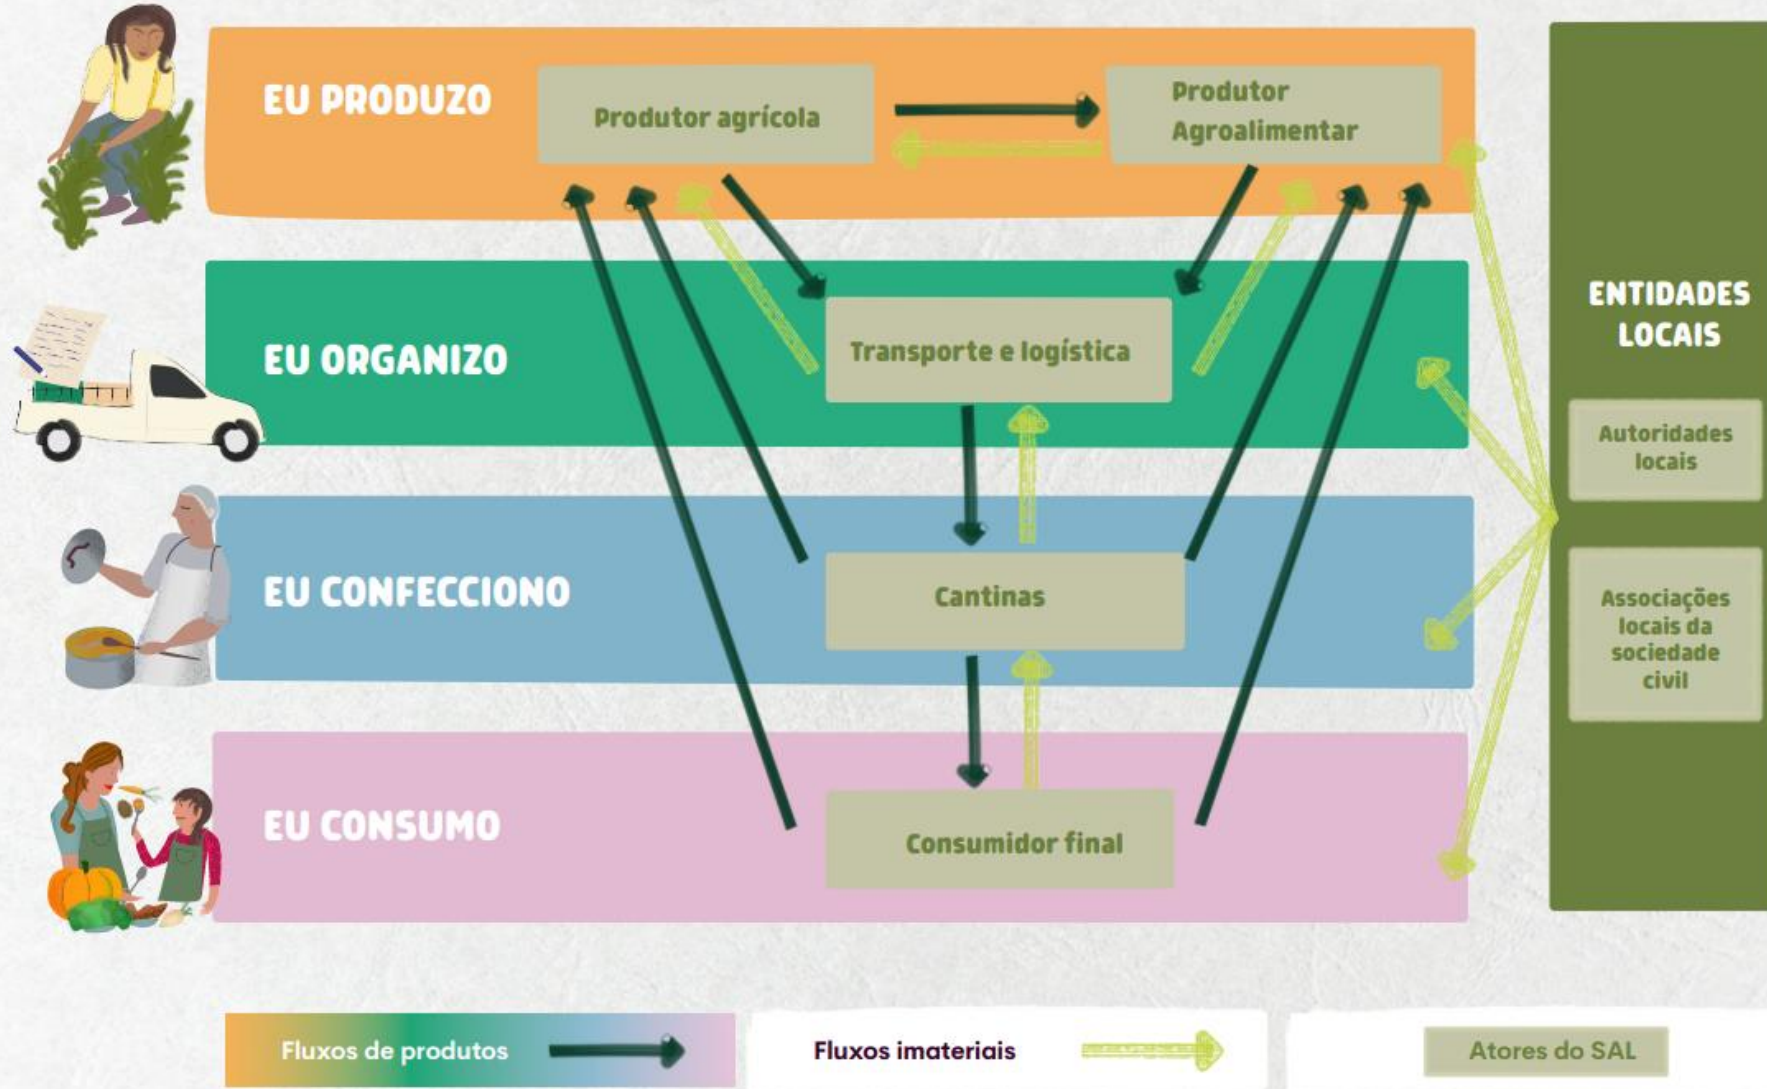 EU PRODUZO
Produtor agrícola
Produtor
Agroalimentar
EU ORGANIZO
Transporte e logística
EU CONFECCIONO
Cantinas
EU CONSUMO
Consumidor final
ENTIDADES
LOCAIS
Autoridades
locais
Associações
locais da
sociedade
civil
Fluxos de produtos
Fluxos imateriais
Atores do SAL